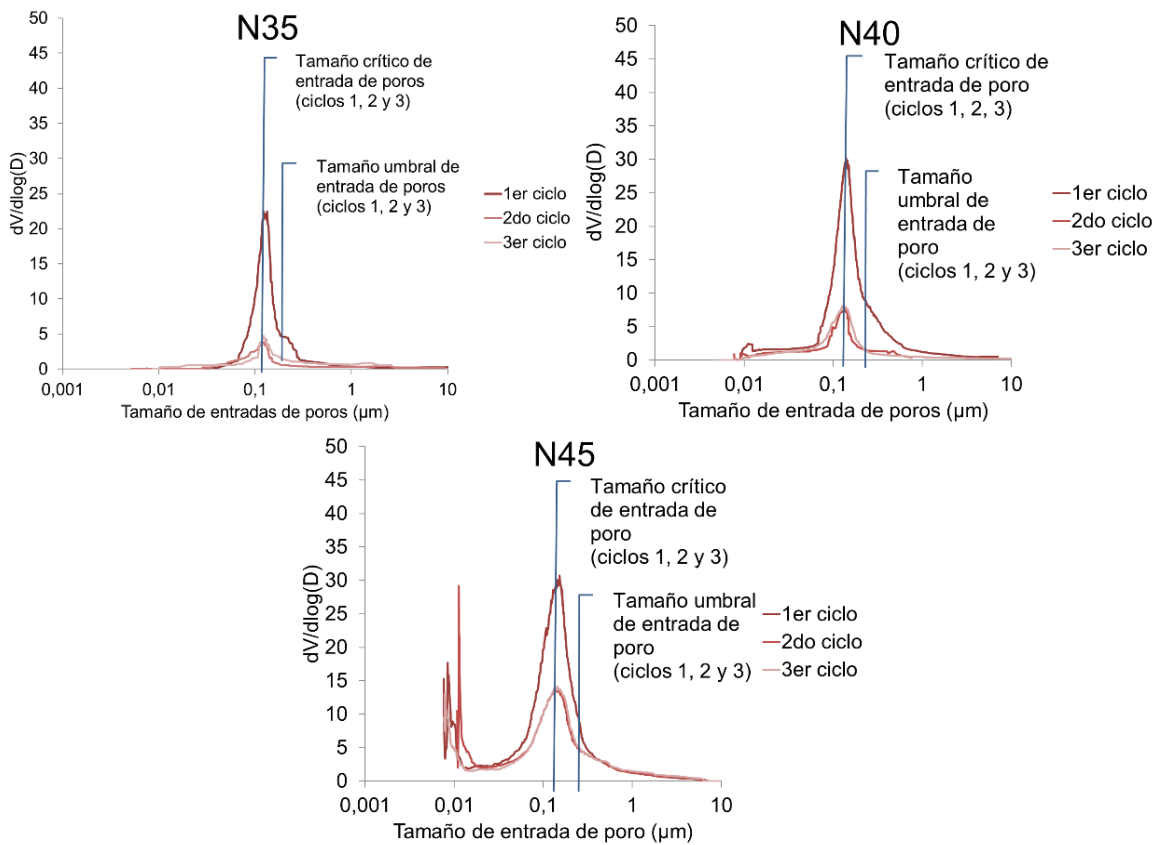 N35
50
45
40
35
30
25
20
15
10
5
0
dV/dlog(D)
Tamaño crítico de
entrada de poros
(ciclos 1, 2 y 3)
Tamaño umbral de
entrada de poros
(ciclos 1, 2 y 3)
1er ciclo
2do ciclo
3er ciclo
0,001
0,01
0,1
1
10
Tamaño de entradas de poros (µm)
N40
50
45
40
35
30
25
20
15
10
5
0
dV/dlog(D)
Tamaño crítico de
entrada de poro
(ciclos 1, 2, 3)
Tamaño
umbral de
entrada de
poro
(ciclos 1, 2 y 3)
1er ciclo
2do ciclo
3er ciclo
0,001
0,01
0,1
1
10
Tamaño de entrada de poros (µm)
N45
50
45
40
35
30
25
20
15
10
5
0
dV/dlog(D)
Tamaño crítico
de entrada de
poro
(ciclos 1, 2 y 3)
Tamaño umbral
de entrada de
poro
(ciclos 1, 2 y 3)
1er ciclo
2do ciclo
3er ciclo
0,001
0,01
0,1
1
10
Tamaño de entrada de poro (µm)